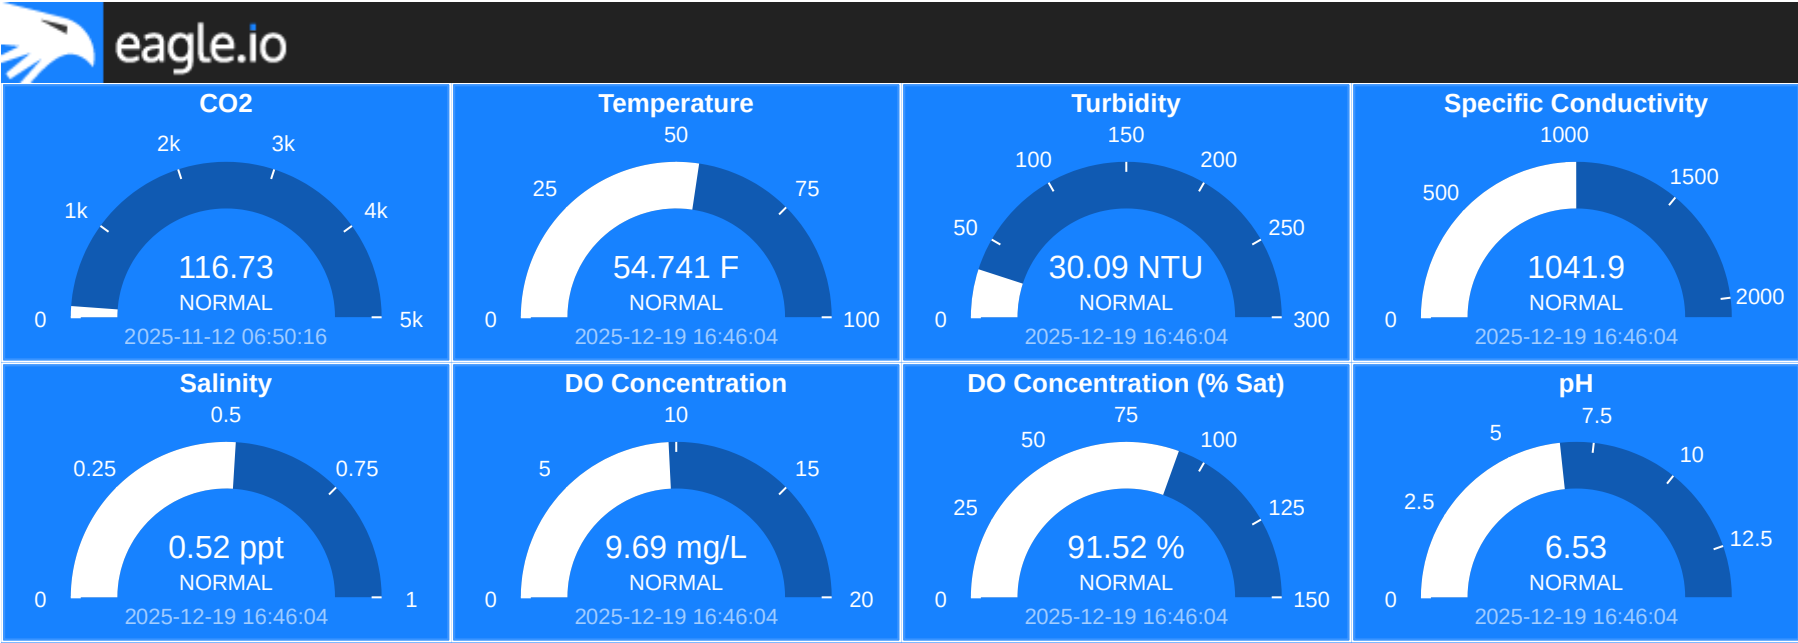 eagle.io
CO2
2k
3k
1k
4k
116.73
NORMAL
0
5k
2025-11-12 06:50:16
Temperature
50
25
75
54.741 F
NORMAL
0
100
2025-12-19 16:46:04
Turbidity
150
100
200
50
250
30.09 NTU
NORMAL
0
300
2025-12-19 16:46:04
Specific Conductivity
1000
500
1500
1041.9
2000
NORMAL
0
2025-12-19 16:46:04
Salinity
0.5
0.25
0.75
0.52 ppt
NORMAL
0
1
2025-12-19 16:46:04
DO Concentration
10
5
15
9.69 mg/L
NORMAL
0
20
2025-12-19 16:46:04
DO Concentration (% Sat)
75
50
100
25
125
91.52 %
NORMAL
0
150
2025-12-19 16:46:04
pH
7.5
5
10
2.5
12.5
6.53
NORMAL
0
2025-12-19 16:46:04